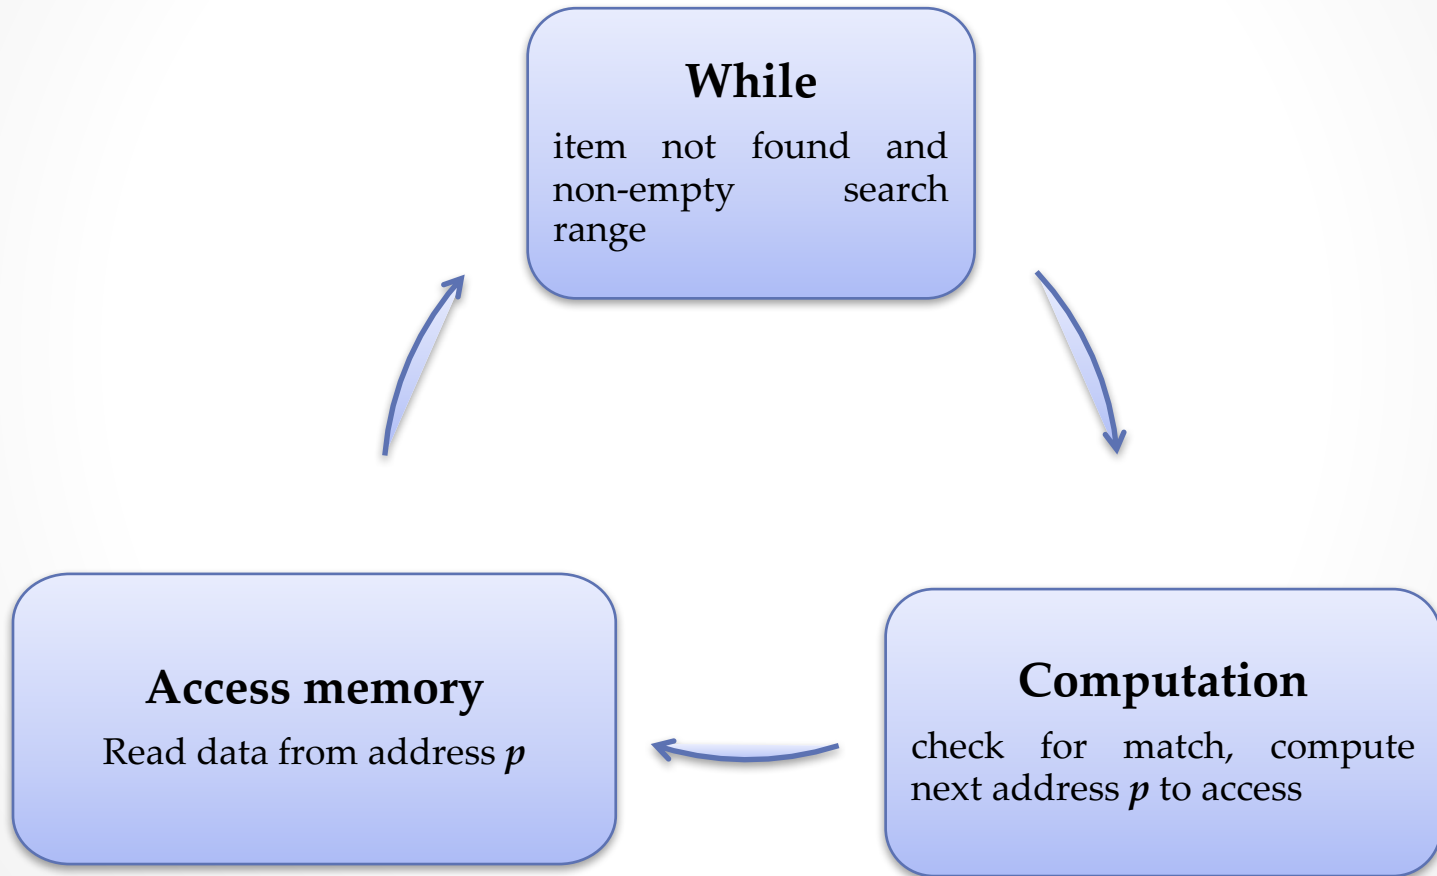 While
item not found and
non-empty search
range
Access memory
Read data from address p
Computation
check for match, compute
next address p to access